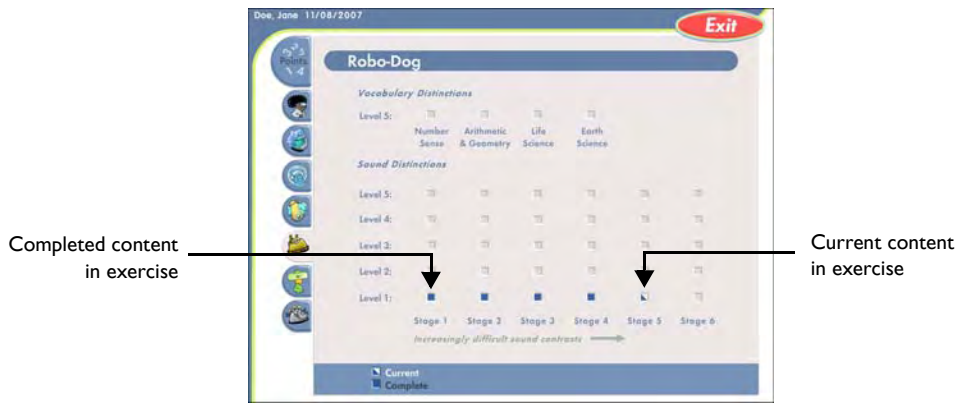 Doe, Jane 11/08/2007
Exit
Points
Robo-Dog
Vocabulary Distinctions
Level 5:
Number Sense
Arithmetic & Geometry
Life Science
Earth Science
Sound Distinctions
Level 5:
Level 4:
Level 3:
Level 2:
Level 1:
Completed content
in exercise
Current content
in exercise
Stage 1 Stage 2 Stage 3 Stage 4 Stage 5 Stage 6
Increasingly difficult sound contrasts
Current
Complete